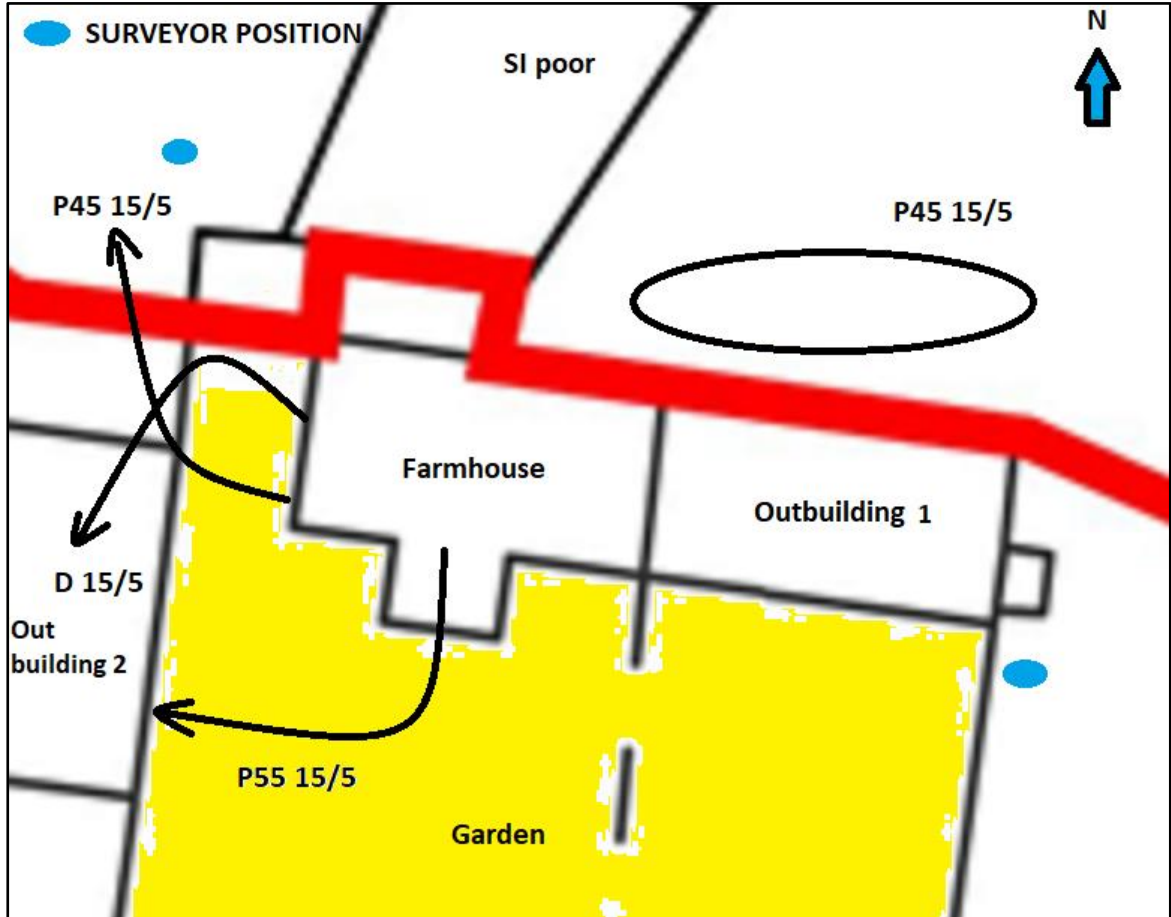 SURVEYOR POSITION
N
SI poor
P45 15/5
P45 15/5
Farmhouse
Outbuilding 1
D 15/5
Out
building 2
P55 15/5
Garden